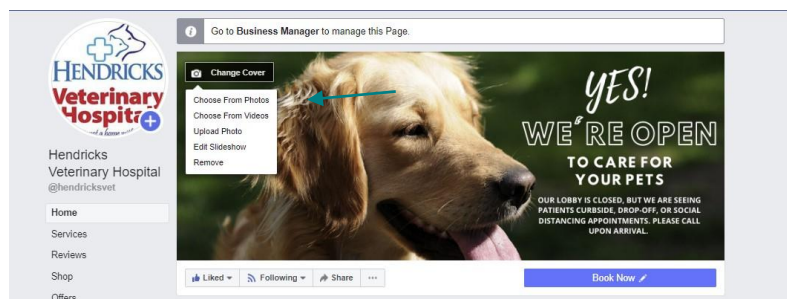 Go to Business Manager to manage this Page.
HENDRICKS
Veterinary
Change Cover
Choose From Photos
Choose From Videos
Upload Photo
Edit Slideshow
Remove
YES!
WE'RE OPEN
TO CARE FOR
YOUR PETS
OUR LOBBY IS CLOSED, BUT WE ARE SEEING
PATIENTS CURBSIDE, DROP-OFF, OR SOCIAL
DISTANCING APPOINTMENTS. PLEASE CALL
UPON ARRIVAL.
Hendricks
Veterinary Hospital
@hendricksvet
Home
Services
Reviews
Shop
Offers
Liked
Following
Share
Book Now